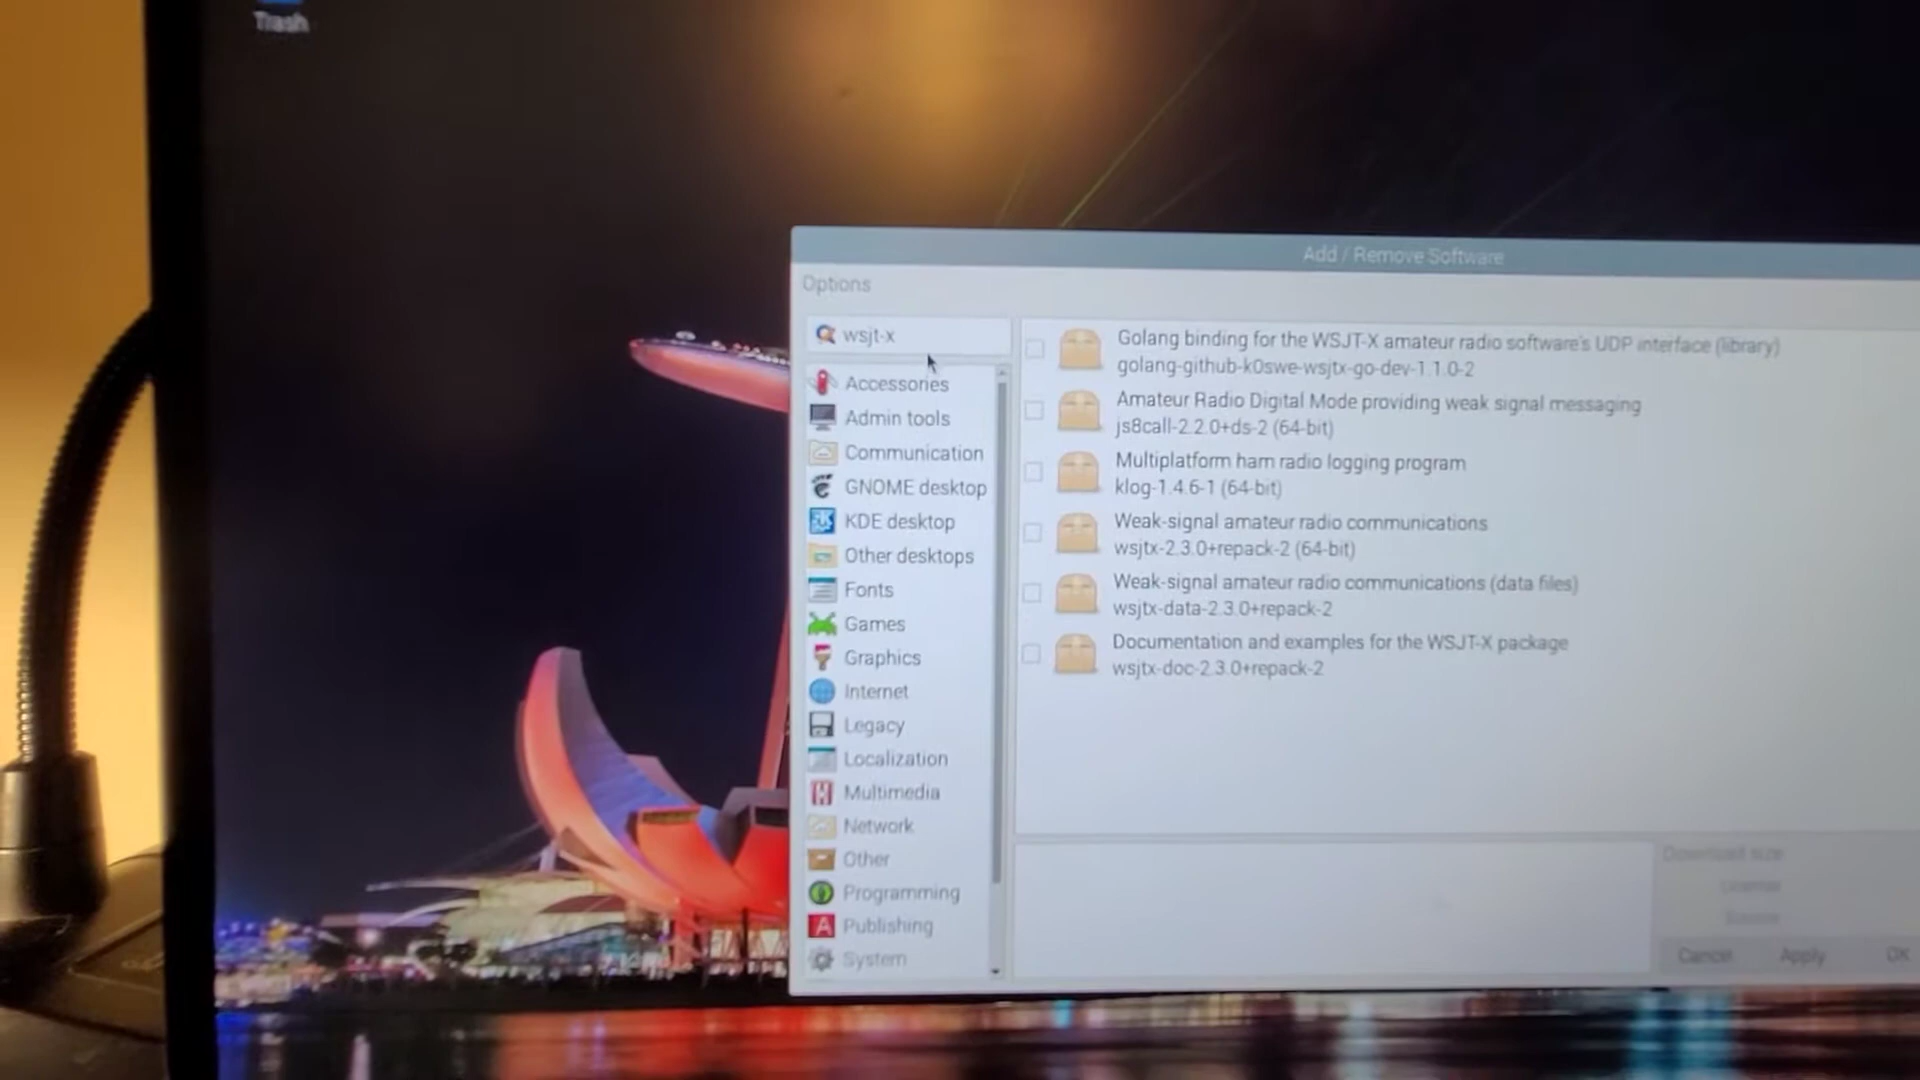 Trash
Add / Remove Software
Options
wsjt-x
Accessories
Admin tools
Communication
GNOME desktop
KDE desktop
Other desktops
Fonts
Games
Graphics
Internet
Legacy
Localization
Multimedia
Network
Other
Programming
Publishing
System
Golang binding for the WSJT-X amateur radio software's UDP interface (library)
golang-github-k0swe-wsjtx-go-dev-1.1.0-2
Amateur Radio Digital Mode providing weak signal messaging
js8call-2.2.0+ds-2 (64-bit)
Multiplatform ham radio logging program
klog-1.4.6-1 (64-bit)
Weak-signal amateur radio communications
wsjtx-2.3.0+repack-2 (64-bit)
Weak-signal amateur radio communications (data files)
wsjtx-data-2.3.0+repack-2
Documentation and examples for the WSJT-X package
wsjtx-doc-2.3.0+repack-2
Download size
License
Source
Cancel
Apply
OK